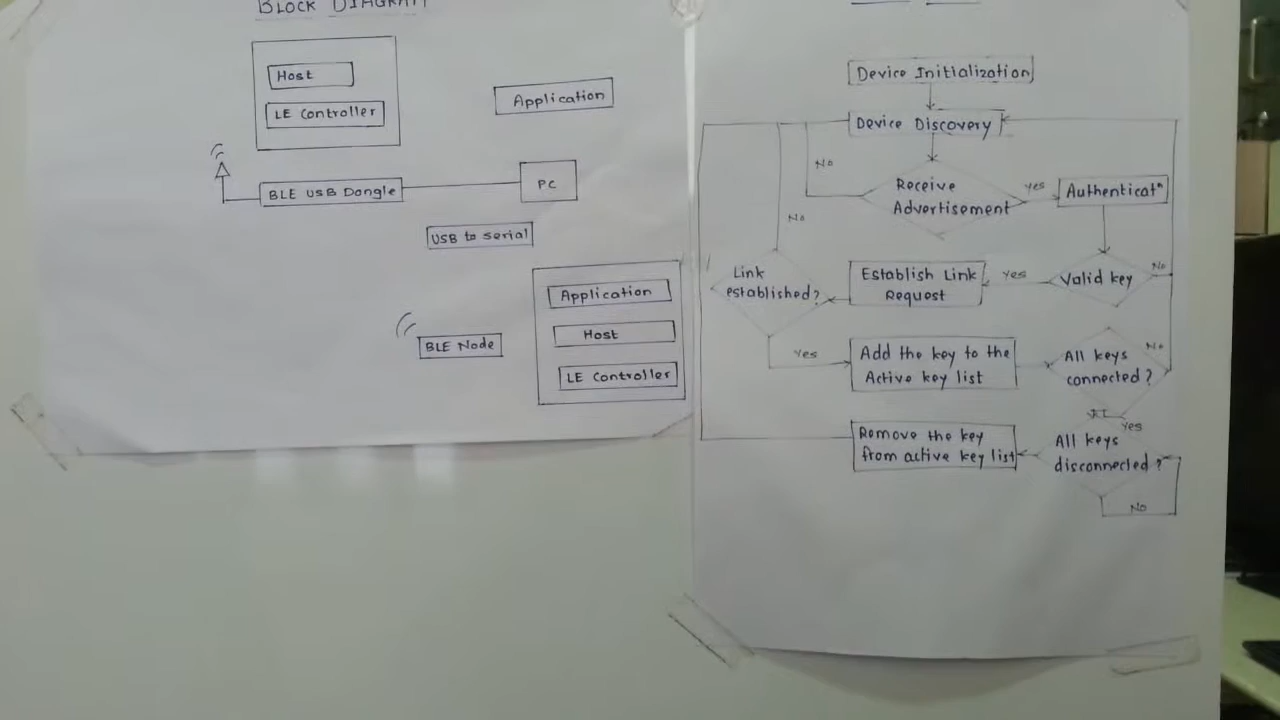 BLOCK DIAGRAM
Host
LE Controller
Application
BLE USB Dongle
PC
USB to Serial
Application
Host
LE Controller
BLE Node
Device Initialization
Device Discovery
No
Receive
Advertisement
Yes
Authenticatⁿ
No
Link
established?
Establish Link
Request
Yes
Valid key
No
Yes
Add the key to the
Active key list
All keys
connected?
No
Yes
Remove the key
from active key list
All keys
disconnected?
No